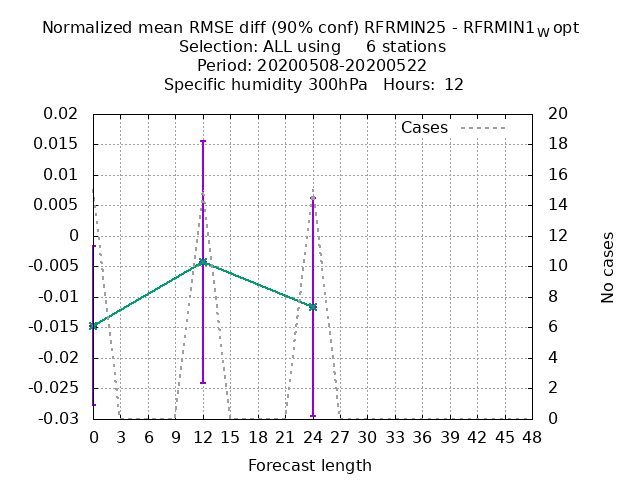 Normalized mean RMSE diff (90% conf) RFRMIN25 - RFRMIN1w opt
Selection: ALL using 6 stations
Period: 20200508-20200522
Specific humidity 300hPa Hours: 12
Cases
0.02
0.015
0.01
0.005
0
-0.005
-0.01
-0.015
-0.02
-0.025
-0.03
20
18
16
14
12
10
8
6
4
2
0
No cases
0 3 6 9 12 15 18 21 24 27 30 33 36 39 42 45 48
Forecast length